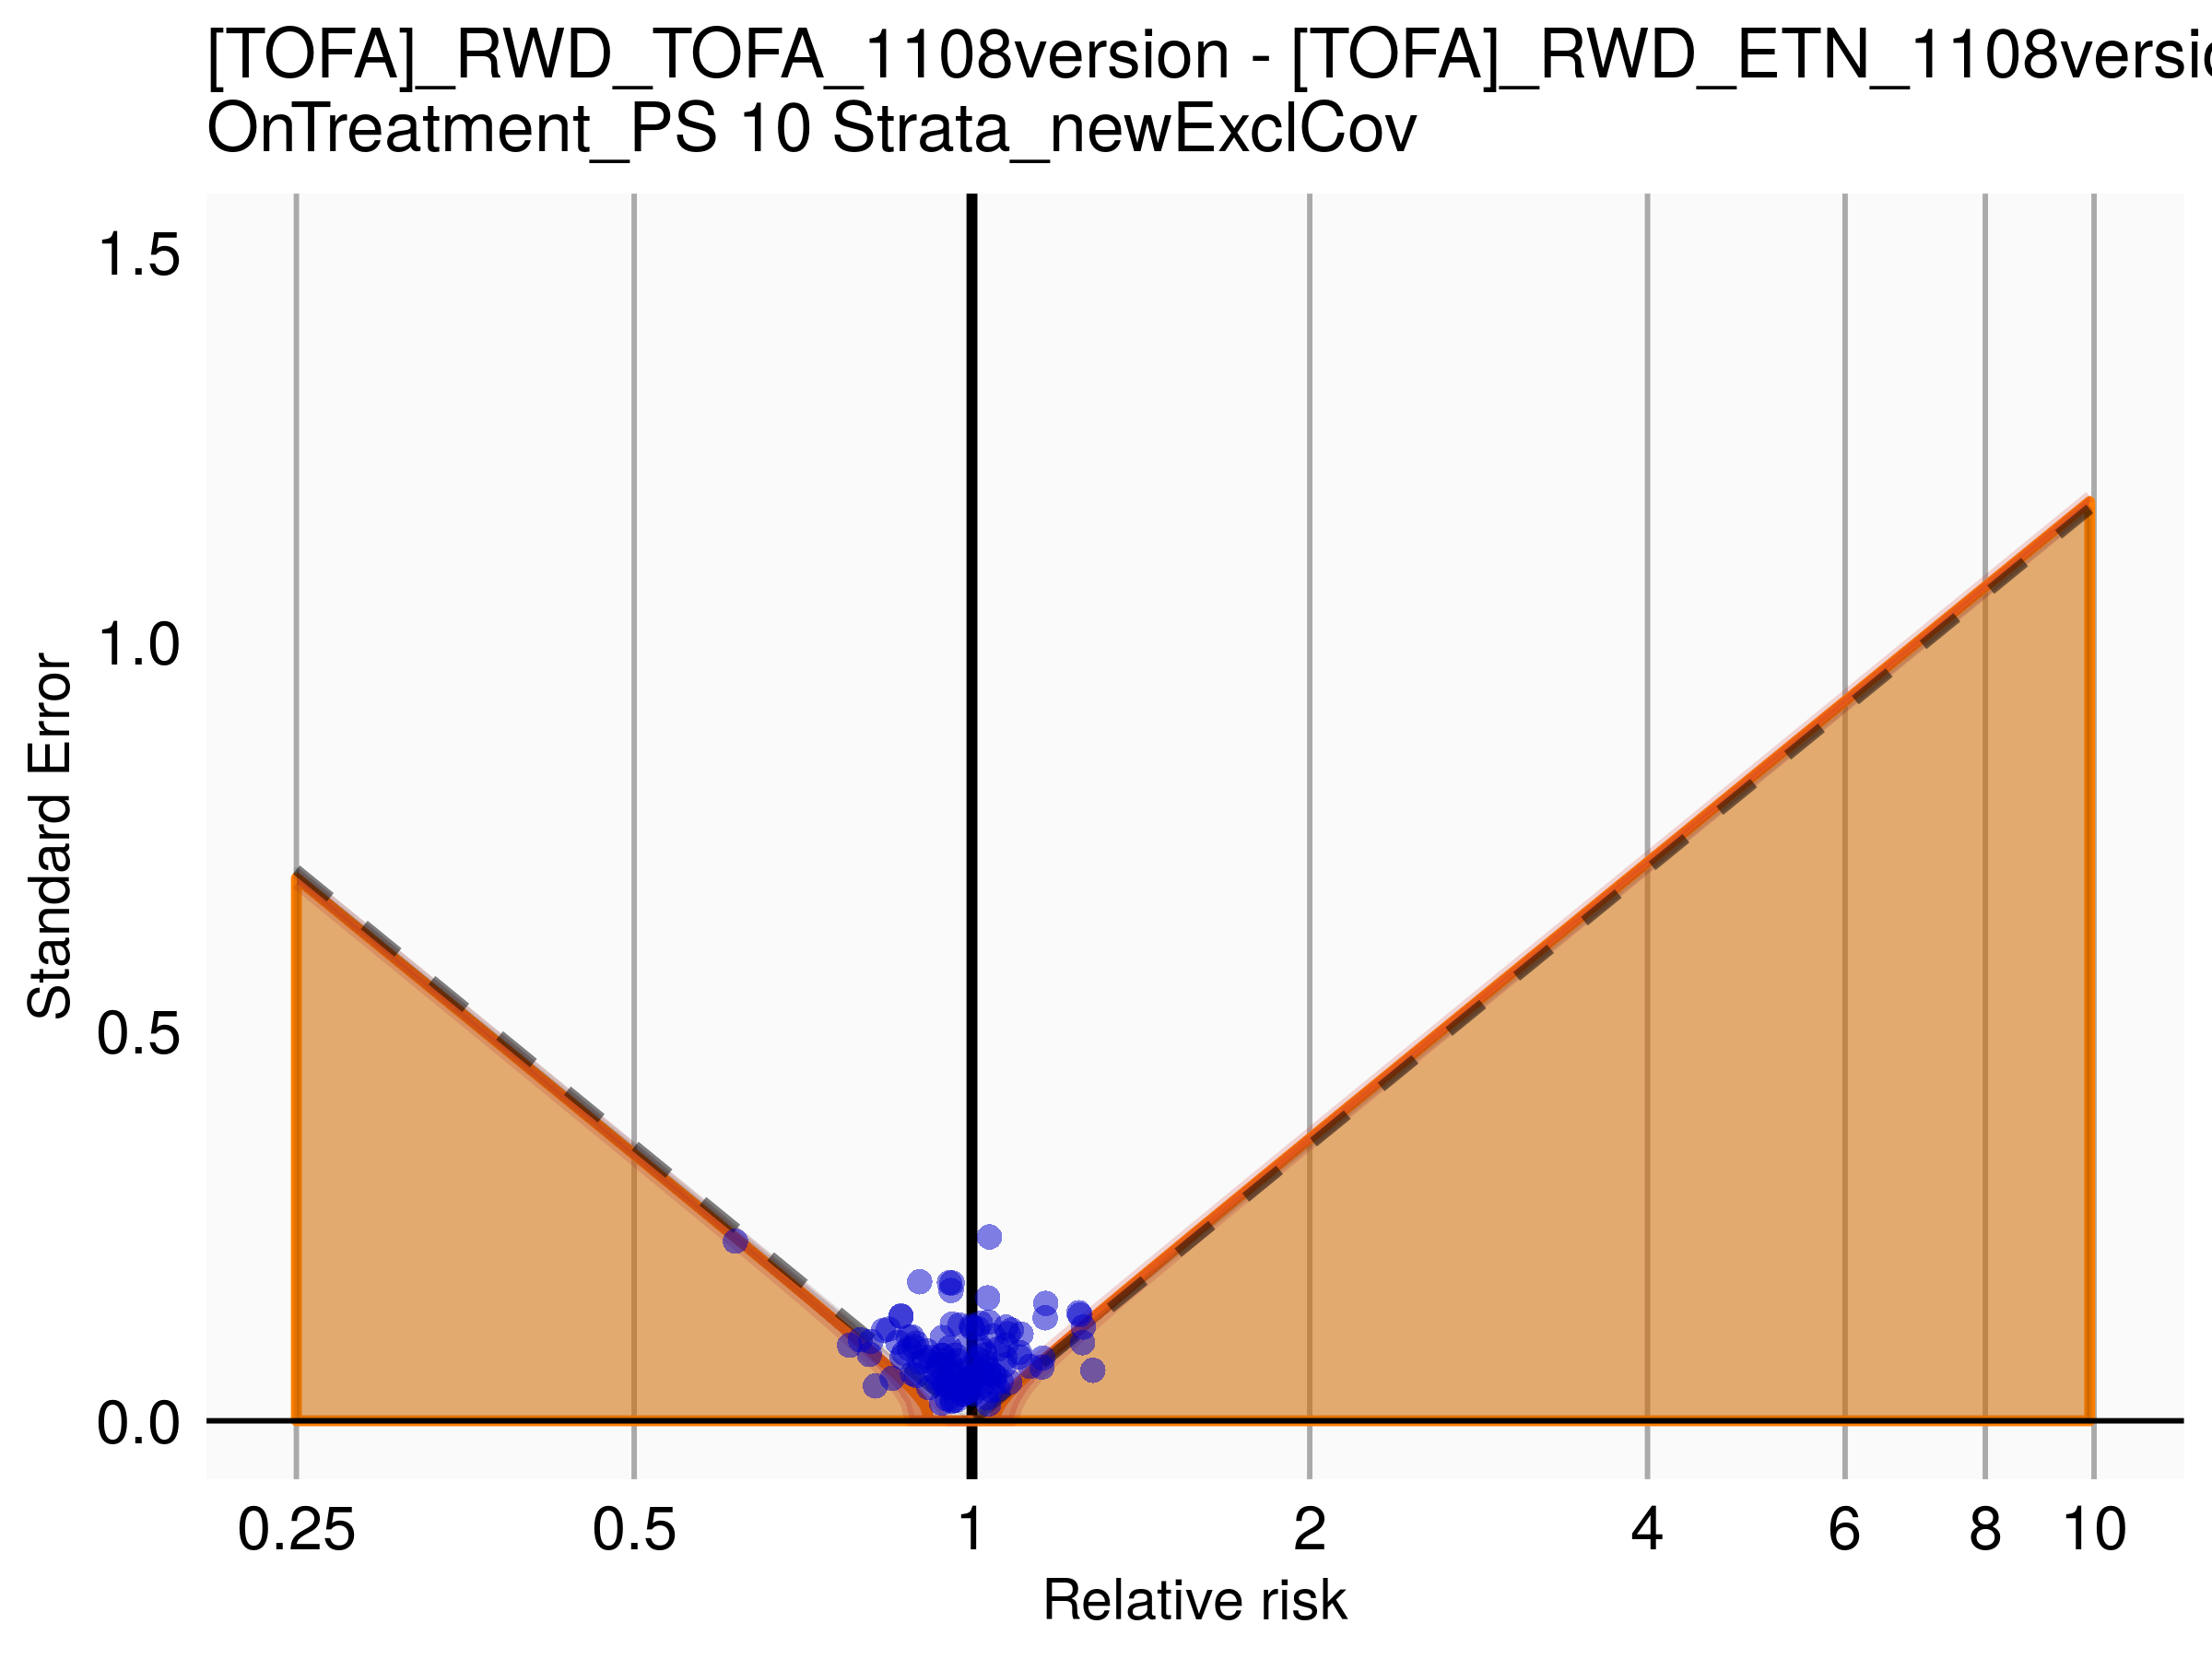 [TOFA]_RWD_TOFA_1108version - [TOFA]_RWD_ETN_1108versi
OnTreatment_PS 10 Strata_newExclCov
1.5
1.0
0.5
0.0
Standard Error
0.25 0.5 1 2 4 6 8 10
Relative risk